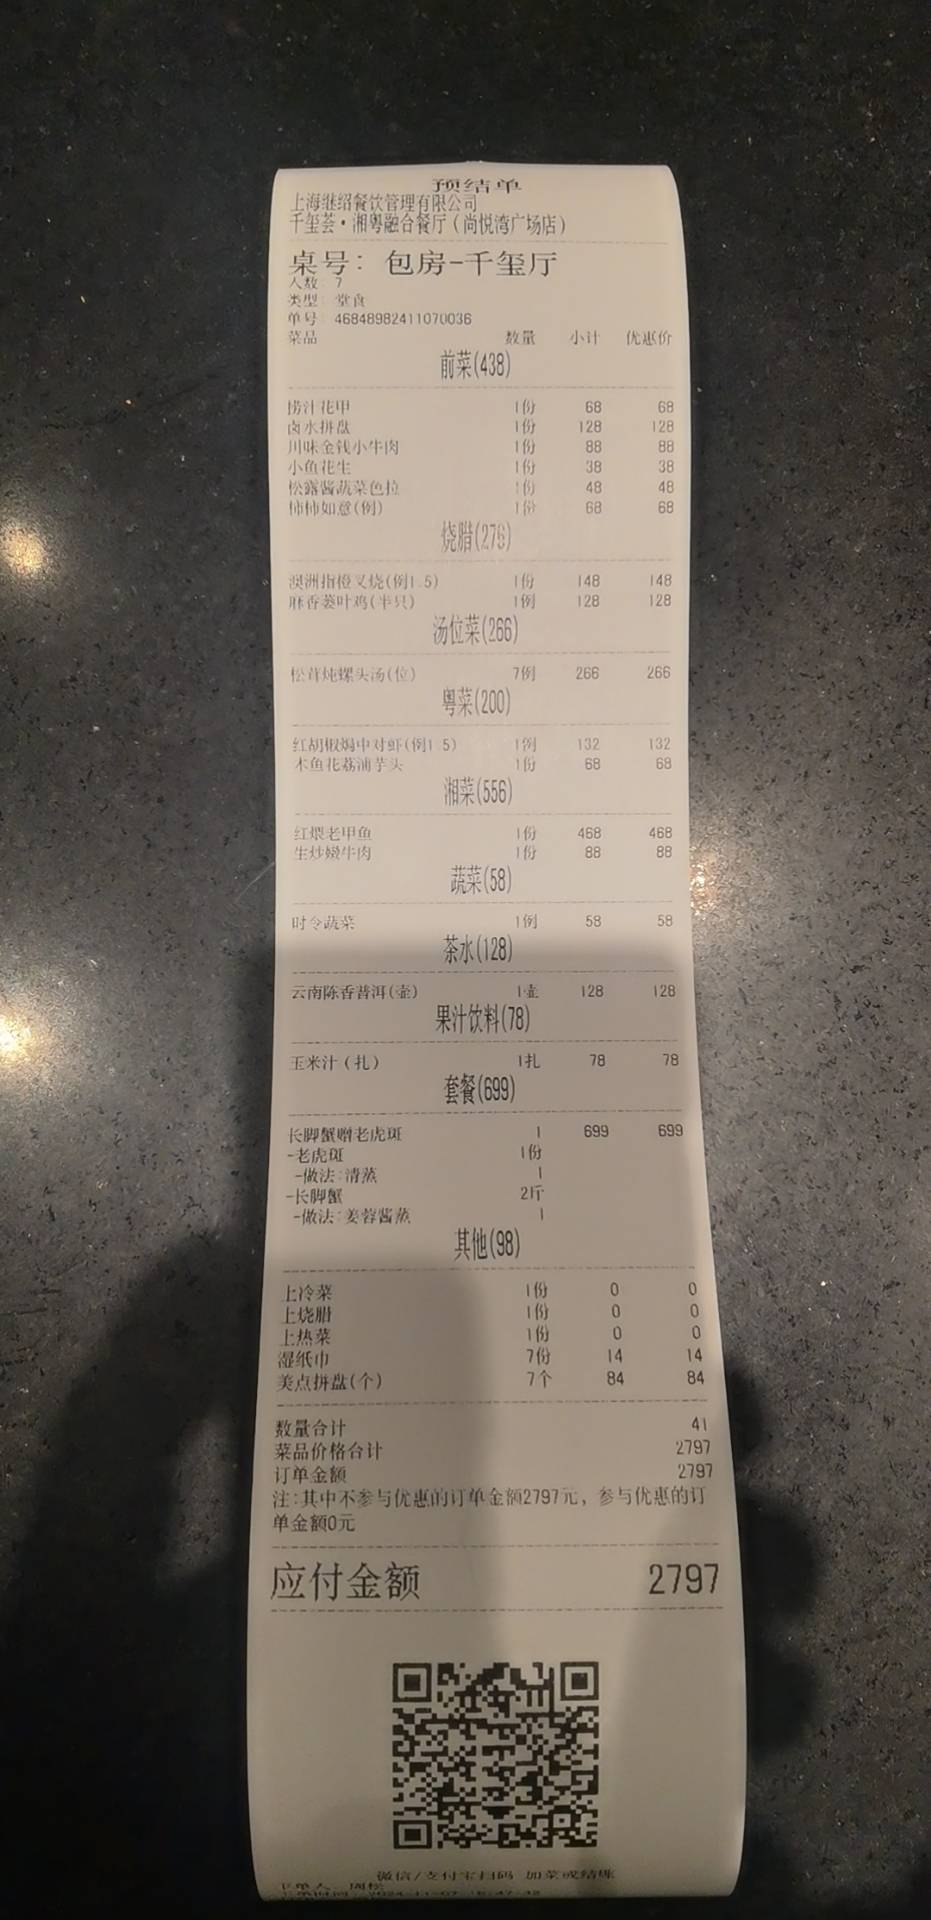 预结单
上海继绍餐饮管理有限公司
千玺荟·湘粤融合餐厅(尚悦湾广场店)
桌号: 包房-千玺厅
人数: 7
类型: 堂食
单号: 46848982411070036
菜品 数量 小计 优惠价
前菜(438)
捞汁花甲 1份 68 68
卤水拼盘 1份 128 128
川味金钱小牛肉 1份 88 88
小鱼花生 1份 38 38
松露酱蔬菜色拉 1份 48 48
柿柿如意(例) 1份 68 68
烧腊(276)
澳洲指橙叉烧(例1.5) 1份 148 148
麻香蒌叶鸡(半只) 1例 128 128
汤位菜(266)
松茸炖螺头汤(位) 7例 266 266
粤菜(200)
红胡椒焗中对虾(例1.5) 1例 132 132
木鱼花荔浦芋头 1份 68 68
湘菜(556)
红煨老甲鱼 1份 468 468
生炒嫩牛肉 1份 88 88
蔬菜(58)
时令蔬菜 1例 58 58
茶水(128)
云南陈香普洱(壶) 1壶 128 128
果汁饮料(78)
玉米汁(扎) 1扎 78 78
套餐(699)
长脚蟹赠老虎斑 1 699 699
-老虎斑 1份
-做法:清蒸 1
-长脚蟹 2斤
-做法:姜蓉酱蒸 1
其他(98)
上冷菜 1份 0 0
上烧腊 1份 0 0
上热菜 1份 0 0
湿纸巾 7份 14 14
美点拼盘(个) 7个 84 84
数量合计 41
菜品价格合计 2797
订单金额 2797
注:其中不参与优惠的订单金额2797元, 参与优惠的订
单金额0元
应付金额 2797
微信/支付宝扫码 加菜或结账
下单人: 周松